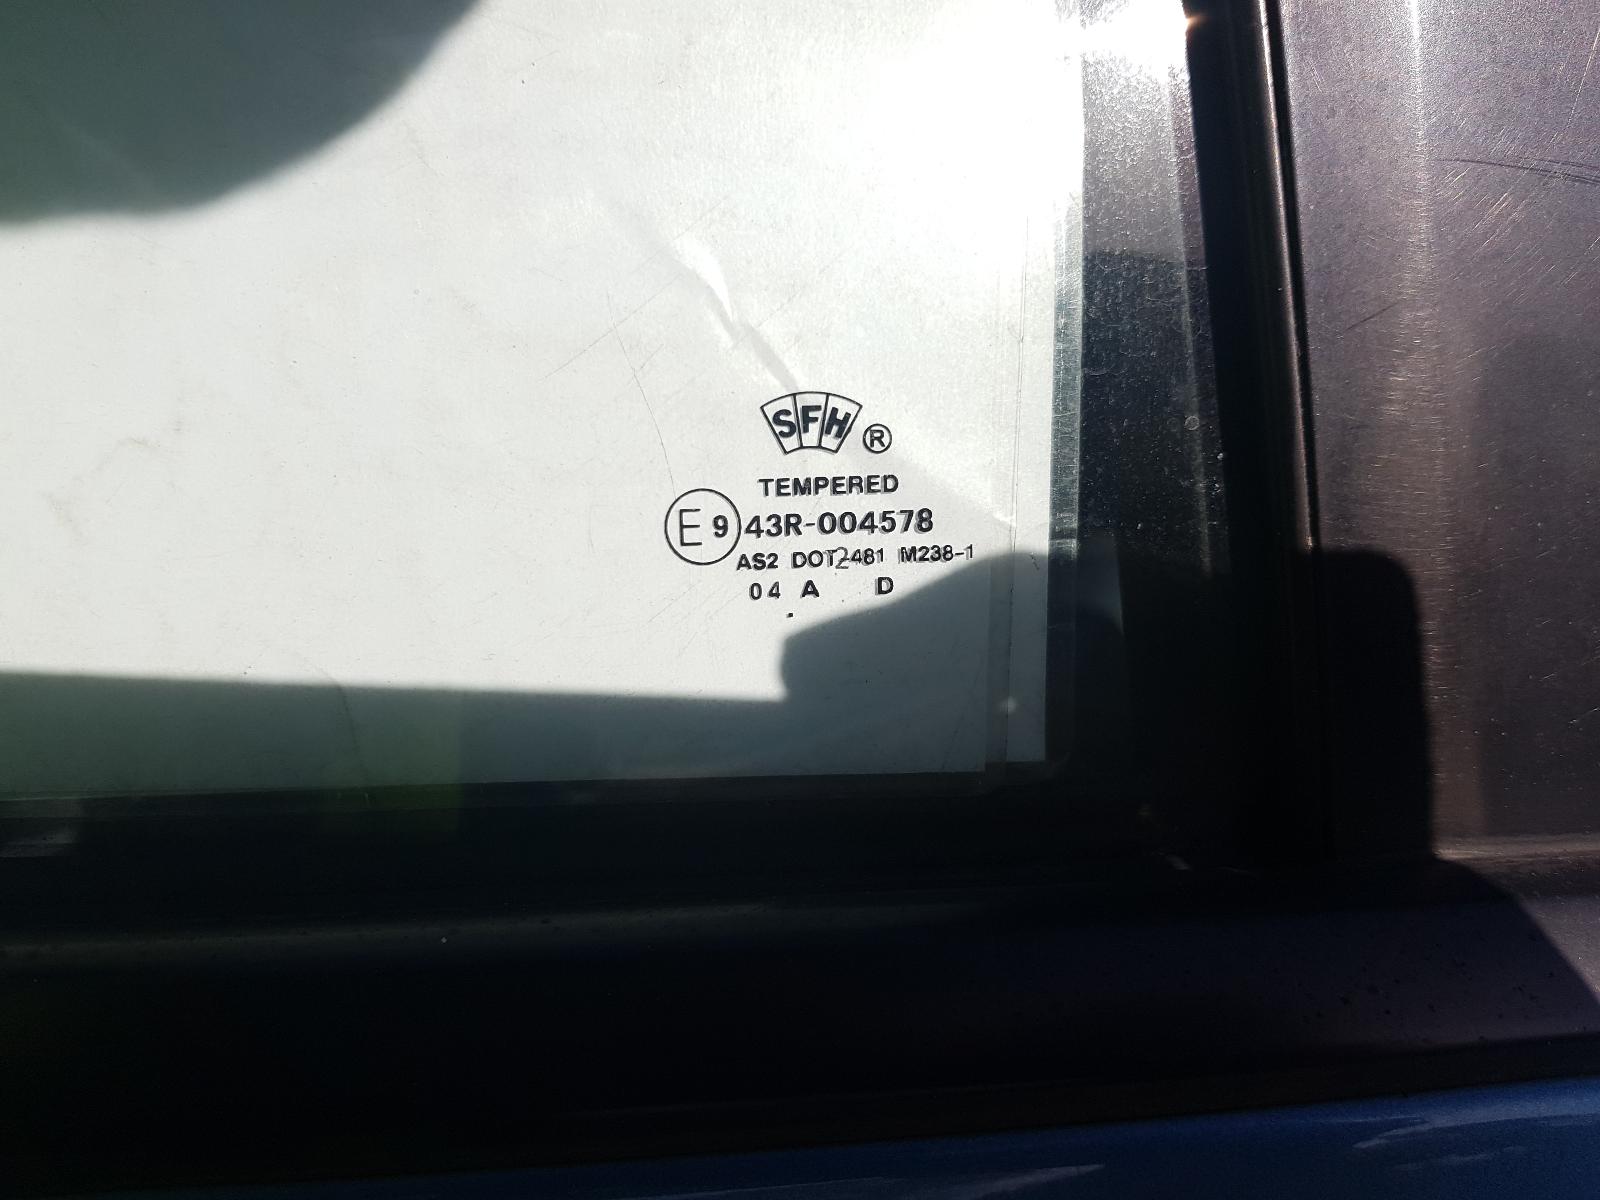 SFH ®
TEMPERED
E 9 43R-004578
AS2 DOT2481 M238-1
04 A D